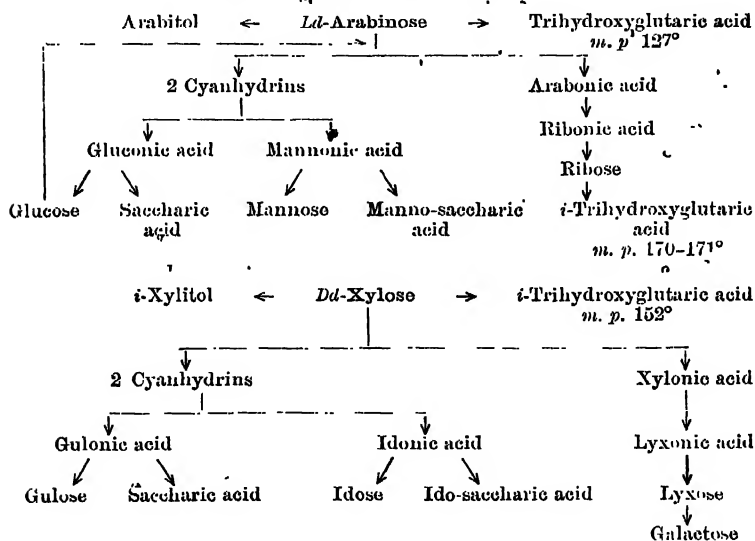 Arabitol ← Ld-Arabinose → Trihydroxyglutaric acid
m. p 127°
2 Cyanhydrins Arabonic acid
Ribonic acid
Gluconic acid Mannonic acid
Ribose
Glucose Saccharic acid Mannose Manno-saccharic acid i-Trihydroxyglutaric acid
m. p. 170–171°
i-Xylitol ← Dd-Xylose → i-Trihydroxyglutaric acid
m. p. 152°
2 Cyanhydrins Xylonic acid
Gulonic acid Idonic acid Lyxonic acid
Gulose Saccharic acid Idose Ido-saccharic acid Lyxose
Galactose